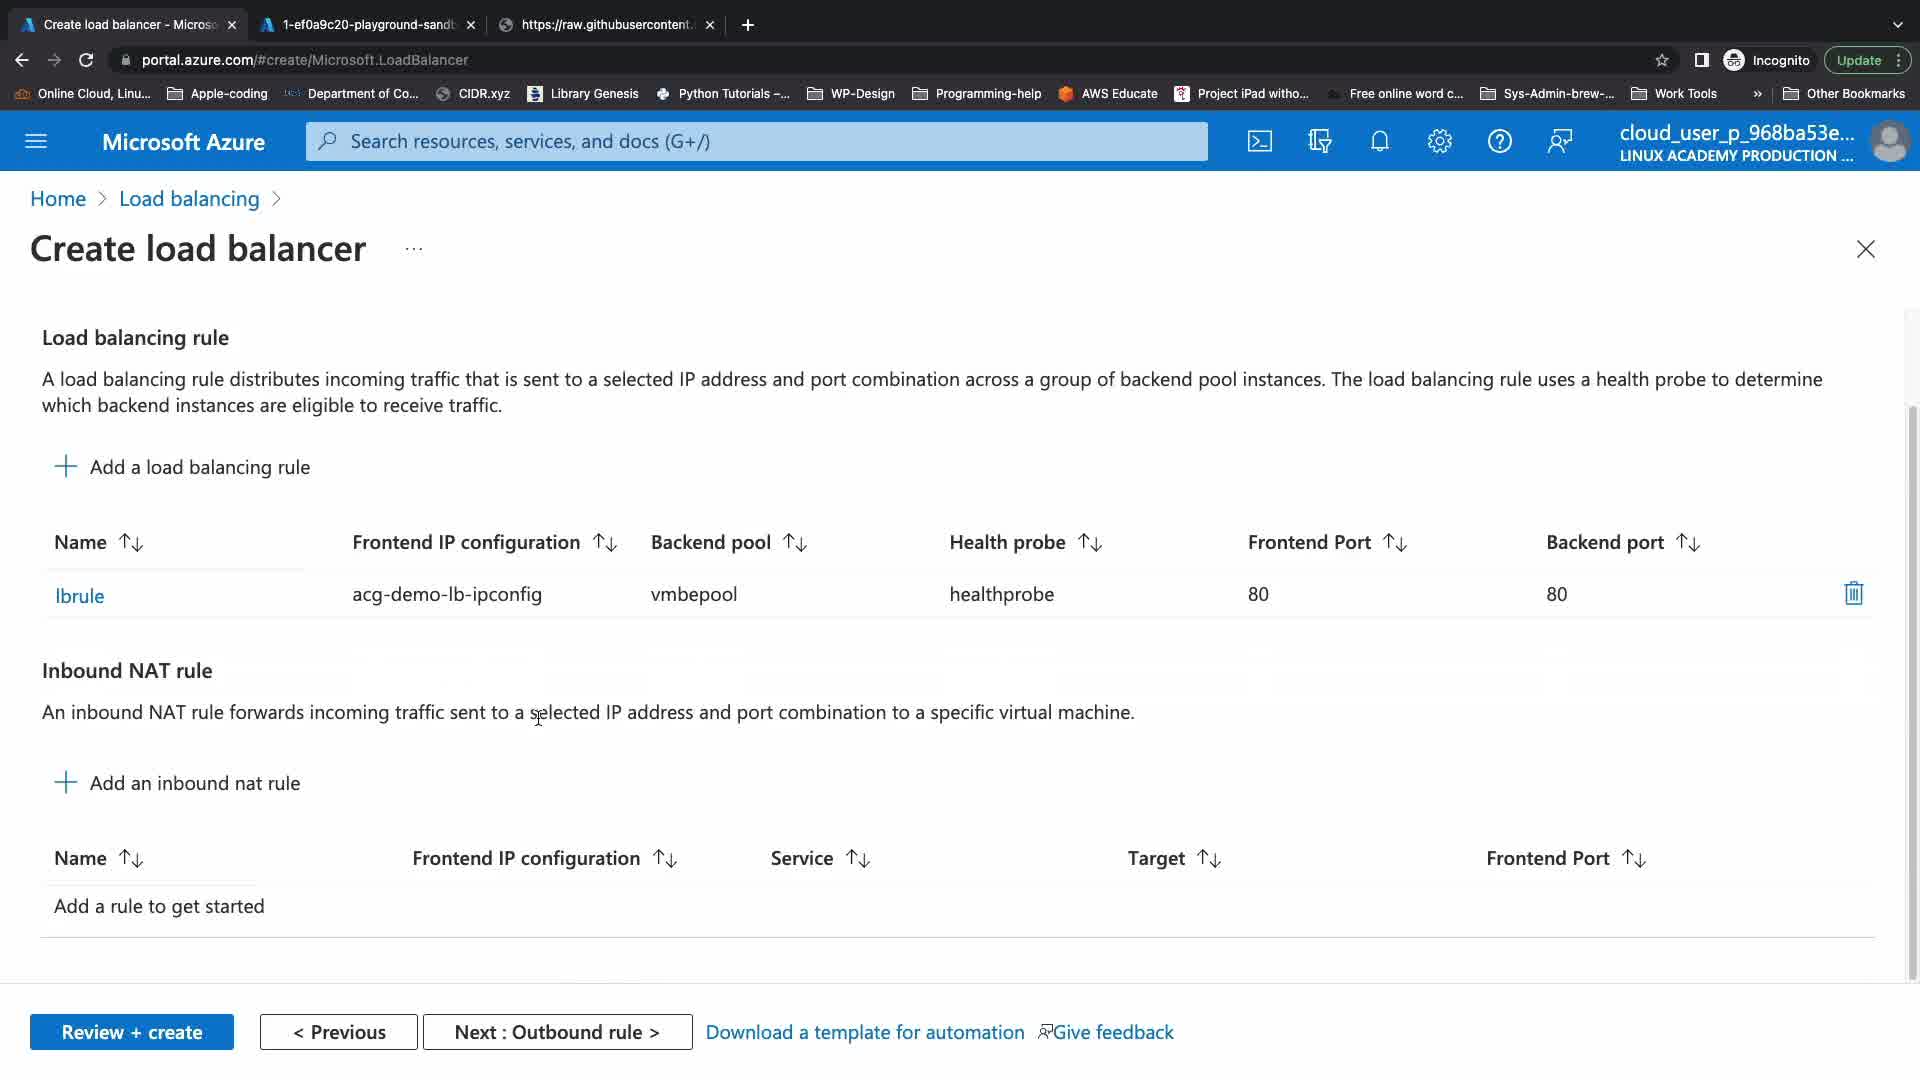 Create load balancer - Microso
1-ef0a9c20-playground-sandb
https://raw.githubusercontent.
portal.azure.com/#create/Microsoft.LoadBalancer
Incognito
Update
Online Cloud, Linu...
Apple-coding
Department of Co...
CIDR.xyz
Library Genesis
Python Tutorials –...
WP-Design
Programming-help
AWS Educate
Project iPad witho...
Free online word c...
Sys-Admin-brew-...
Work Tools
»
Other Bookmarks
Microsoft Azure
Search resources, services, and docs (G+/)
cloud_user_p_968ba53e...
LINUX ACADEMY PRODUCTION ...
Home > Load balancing >
Create load balancer ...
Load balancing rule
A load balancing rule distributes incoming traffic that is sent to a selected IP address and port combination across a group of backend pool instances. The load balancing rule uses a health probe to determine
which backend instances are eligible to receive traffic.
+ Add a load balancing rule
Name ↑↓ Frontend IP configuration ↑↓ Backend pool ↑↓ Health probe ↑↓ Frontend Port ↑↓ Backend port ↑↓
lbrule acg-demo-lb-ipconfig vmbepool healthprobe 80 80
Inbound NAT rule
An inbound NAT rule forwards incoming traffic sent to a selected IP address and port combination to a specific virtual machine.
+ Add an inbound nat rule
Name ↑↓ Frontend IP configuration ↑↓ Service ↑↓ Target ↑↓ Frontend Port ↑↓
Add a rule to get started
Review + create
< Previous
Next : Outbound rule >
Download a template for automation
Give feedback